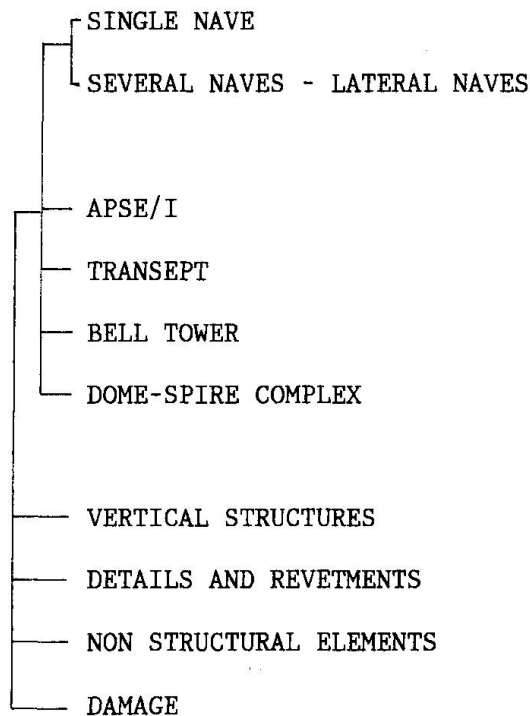 SINGLE NAVE
SEVERAL NAVES - LATERAL NAVES
APSE/I
TRANSEPT
BELL TOWER
DOME-SPIRE COMPLEX
VERTICAL STRUCTURES
DETAILS AND REVETMENTS
NON STRUCTURAL ELEMENTS
DAMAGE